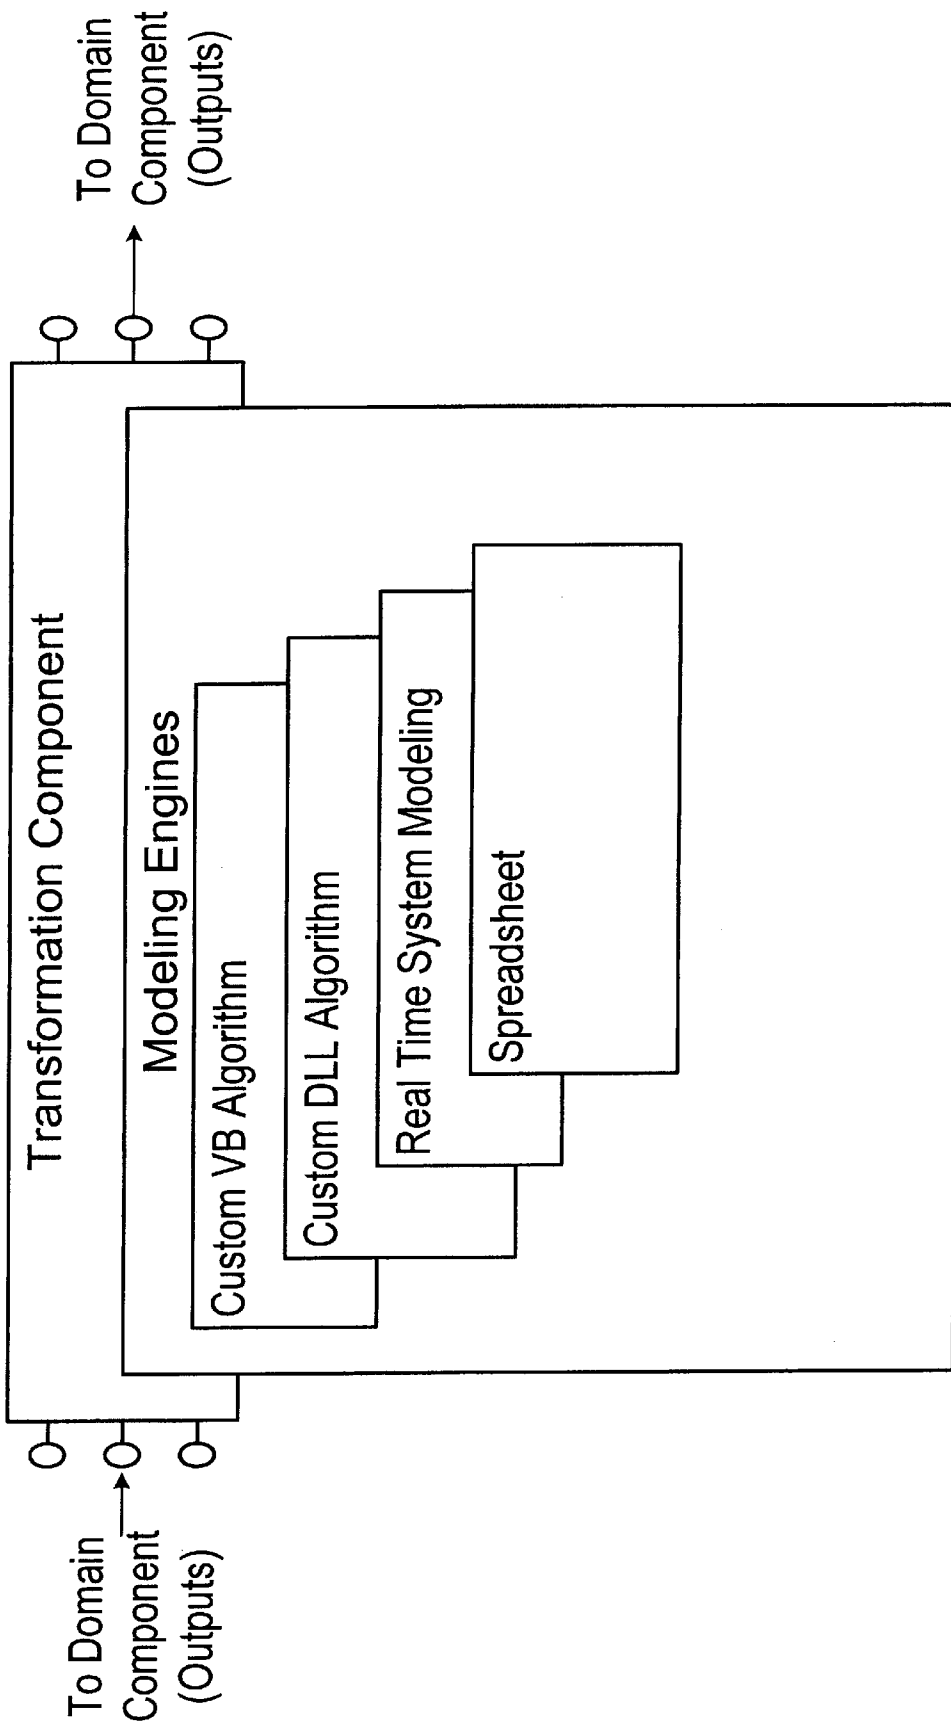 Transformation Component
Modeling Engines
Custom VB Algorithm
Custom DLL Algorithm
Real Time System Modeling
Spreadsheet
To Domain
Component
(Outputs)
To Domain
Component
(Outputs)